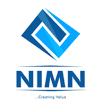 NIMN
...Creating Value